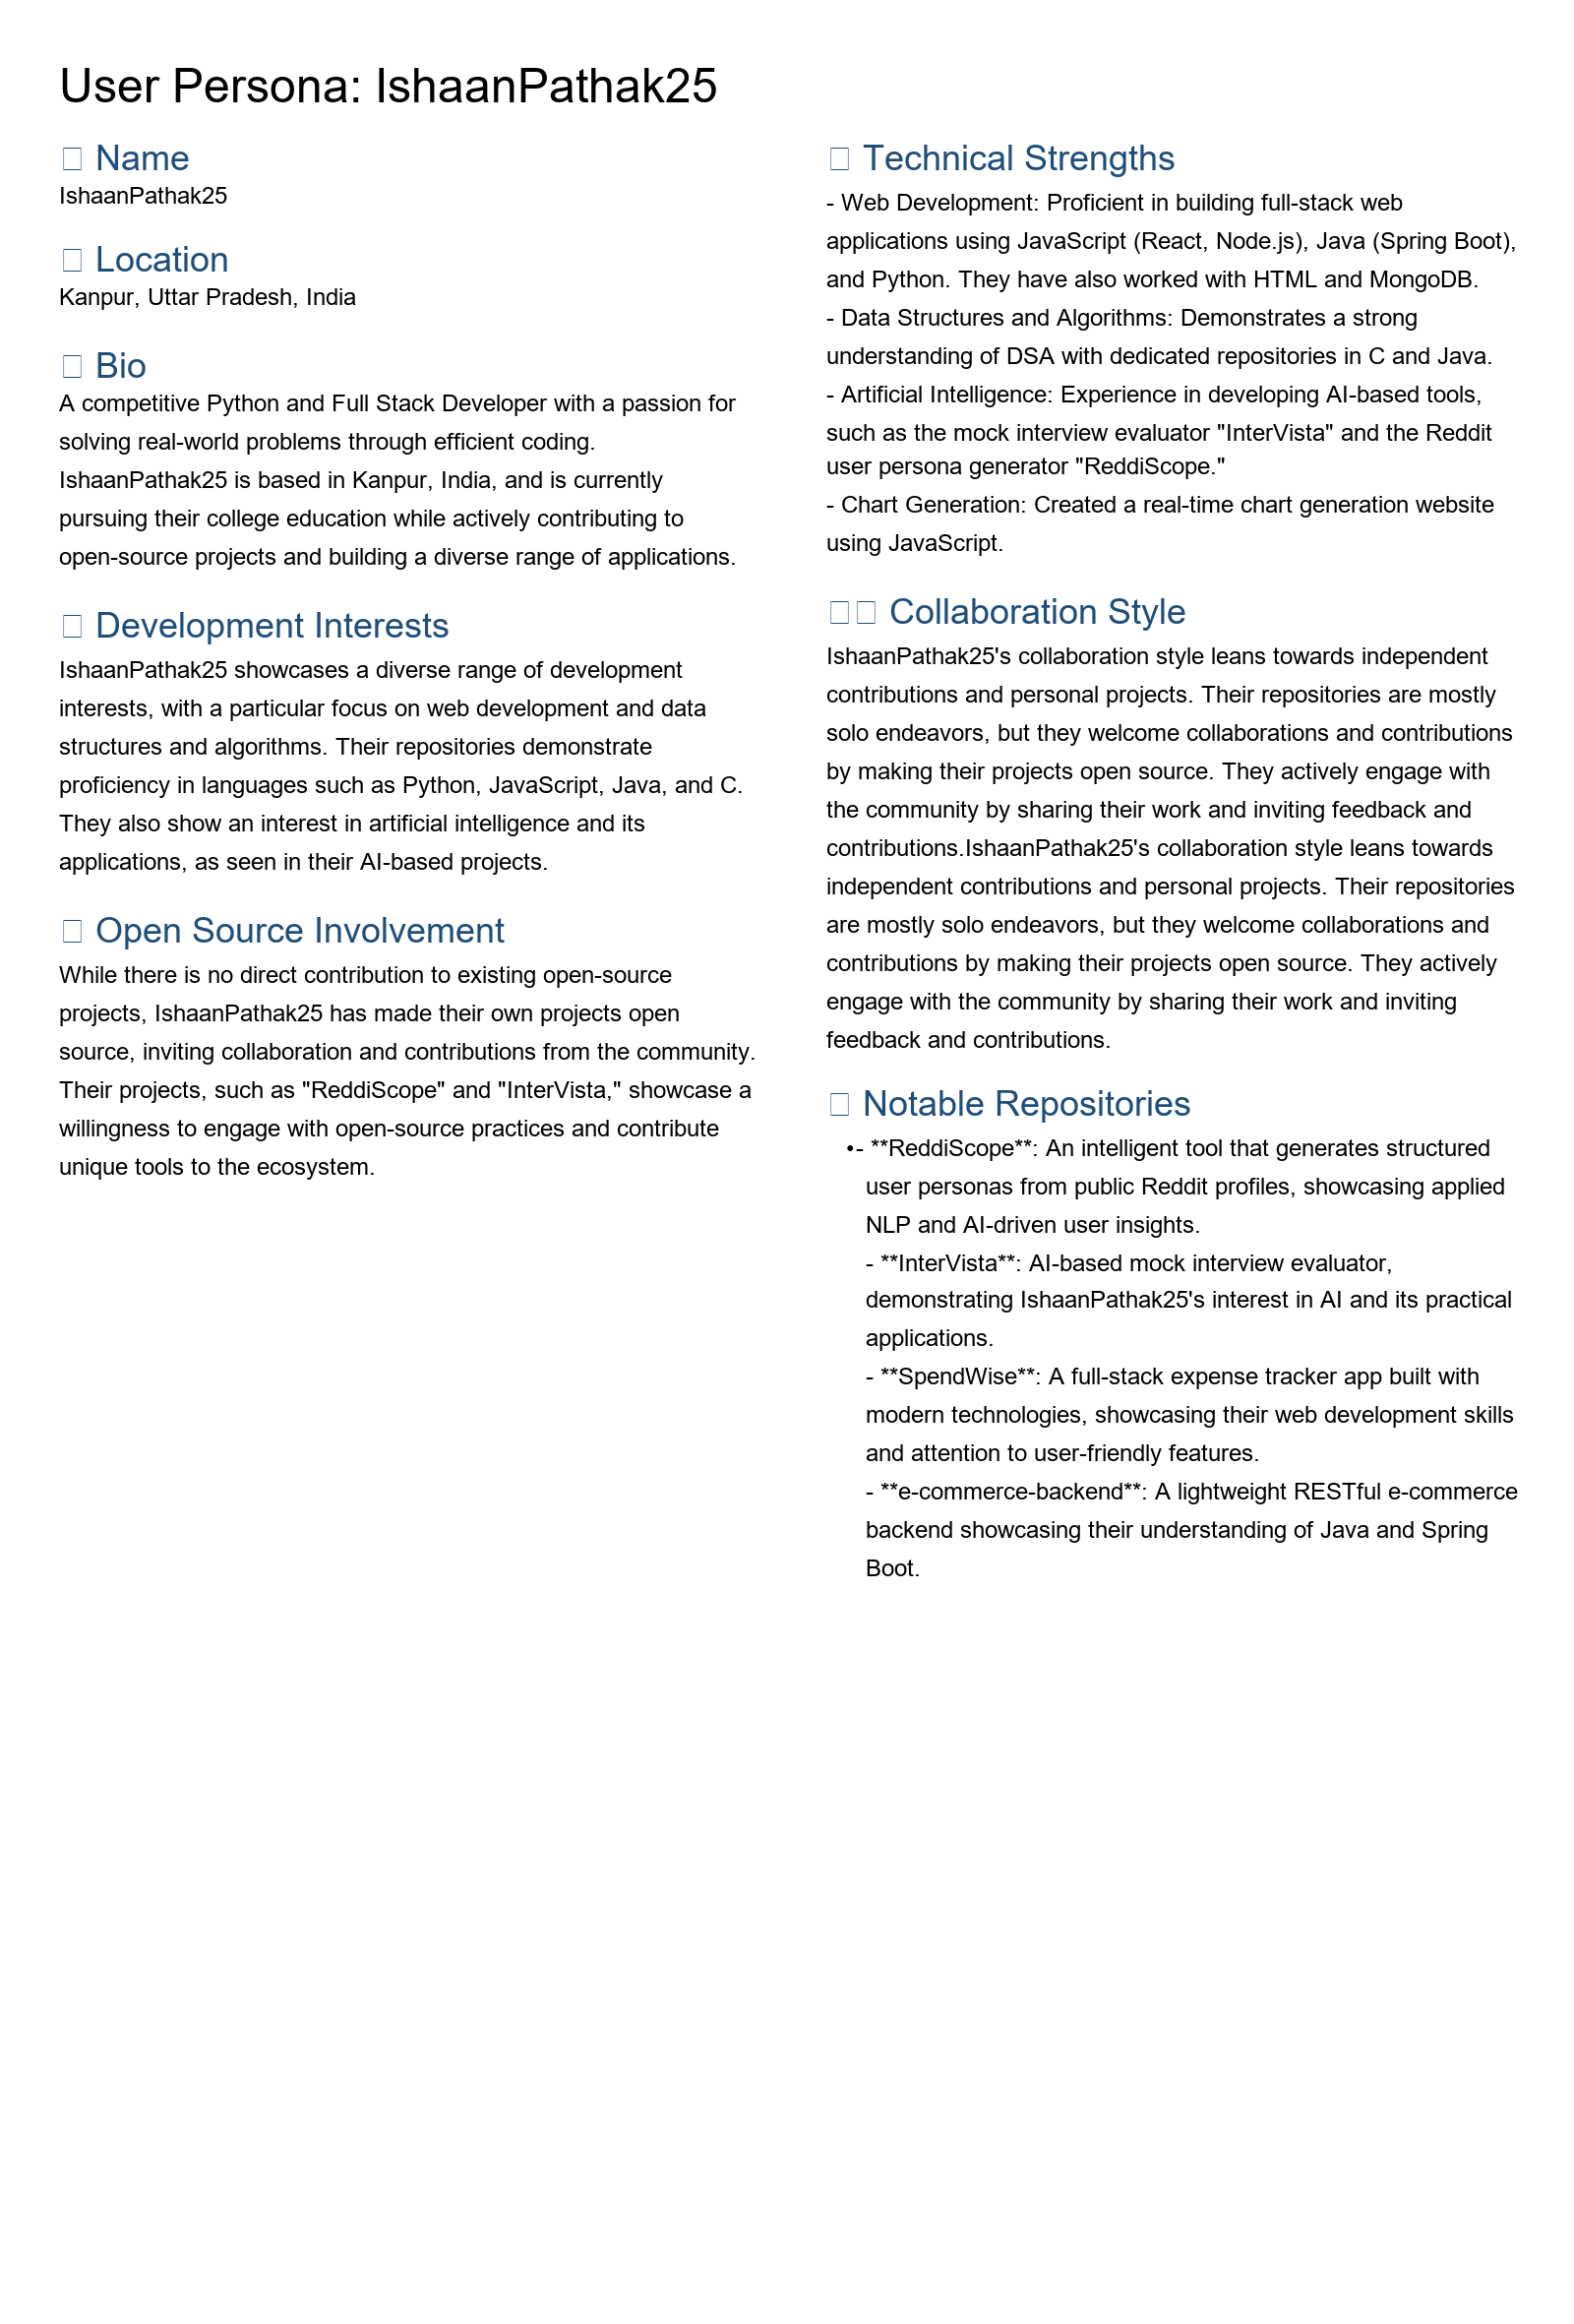 User Persona: IshaanPathak25
Name
IshaanPathak25
Location
Kanpur, Uttar Pradesh, India
Bio
A competitive Python and Full Stack Developer with a passion for
solving real-world problems through efficient coding.
IshaanPathak25 is based in Kanpur, India, and is currently
pursuing their college education while actively contributing to
open-source projects and building a diverse range of applications.
Development Interests
IshaanPathak25 showcases a diverse range of development
interests, with a particular focus on web development and data
structures and algorithms. Their repositories demonstrate
proficiency in languages such as Python, JavaScript, Java, and C.
They also show an interest in artificial intelligence and its
applications, as seen in their AI-based projects.
Open Source Involvement
While there is no direct contribution to existing open-source
projects, IshaanPathak25 has made their own projects open
source, inviting collaboration and contributions from the community.
Their projects, such as "ReddiScope" and "InterVista," showcase a
willingness to engage with open-source practices and contribute
unique tools to the ecosystem.
Technical Strengths
- Web Development: Proficient in building full-stack web
applications using JavaScript (React, Node.js), Java (Spring Boot),
and Python. They have also worked with HTML and MongoDB.
- Data Structures and Algorithms: Demonstrates a strong
understanding of DSA with dedicated repositories in C and Java.
- Artificial Intelligence: Experience in developing AI-based tools,
such as the mock interview evaluator "InterVista" and the Reddit
user persona generator "ReddiScope."
- Chart Generation: Created a real-time chart generation website
using JavaScript.
Collaboration Style
IshaanPathak25's collaboration style leans towards independent
contributions and personal projects. Their repositories are mostly
solo endeavors, but they welcome collaborations and contributions
by making their projects open source. They actively engage with
the community by sharing their work and inviting feedback and
contributions.IshaanPathak25's collaboration style leans towards
independent contributions and personal projects. Their repositories
are mostly solo endeavors, but they welcome collaborations and
contributions by making their projects open source. They actively
engage with the community by sharing their work and inviting
feedback and contributions.
Notable Repositories
•- **ReddiScope**: An intelligent tool that generates structured
user personas from public Reddit profiles, showcasing applied
NLP and AI-driven user insights.
- **InterVista**: AI-based mock interview evaluator,
demonstrating IshaanPathak25's interest in AI and its practical
applications.
- **SpendWise**: A full-stack expense tracker app built with
modern technologies, showcasing their web development skills
and attention to user-friendly features.
- **e-commerce-backend**: A lightweight RESTful e-commerce
backend showcasing their understanding of Java and Spring
Boot.